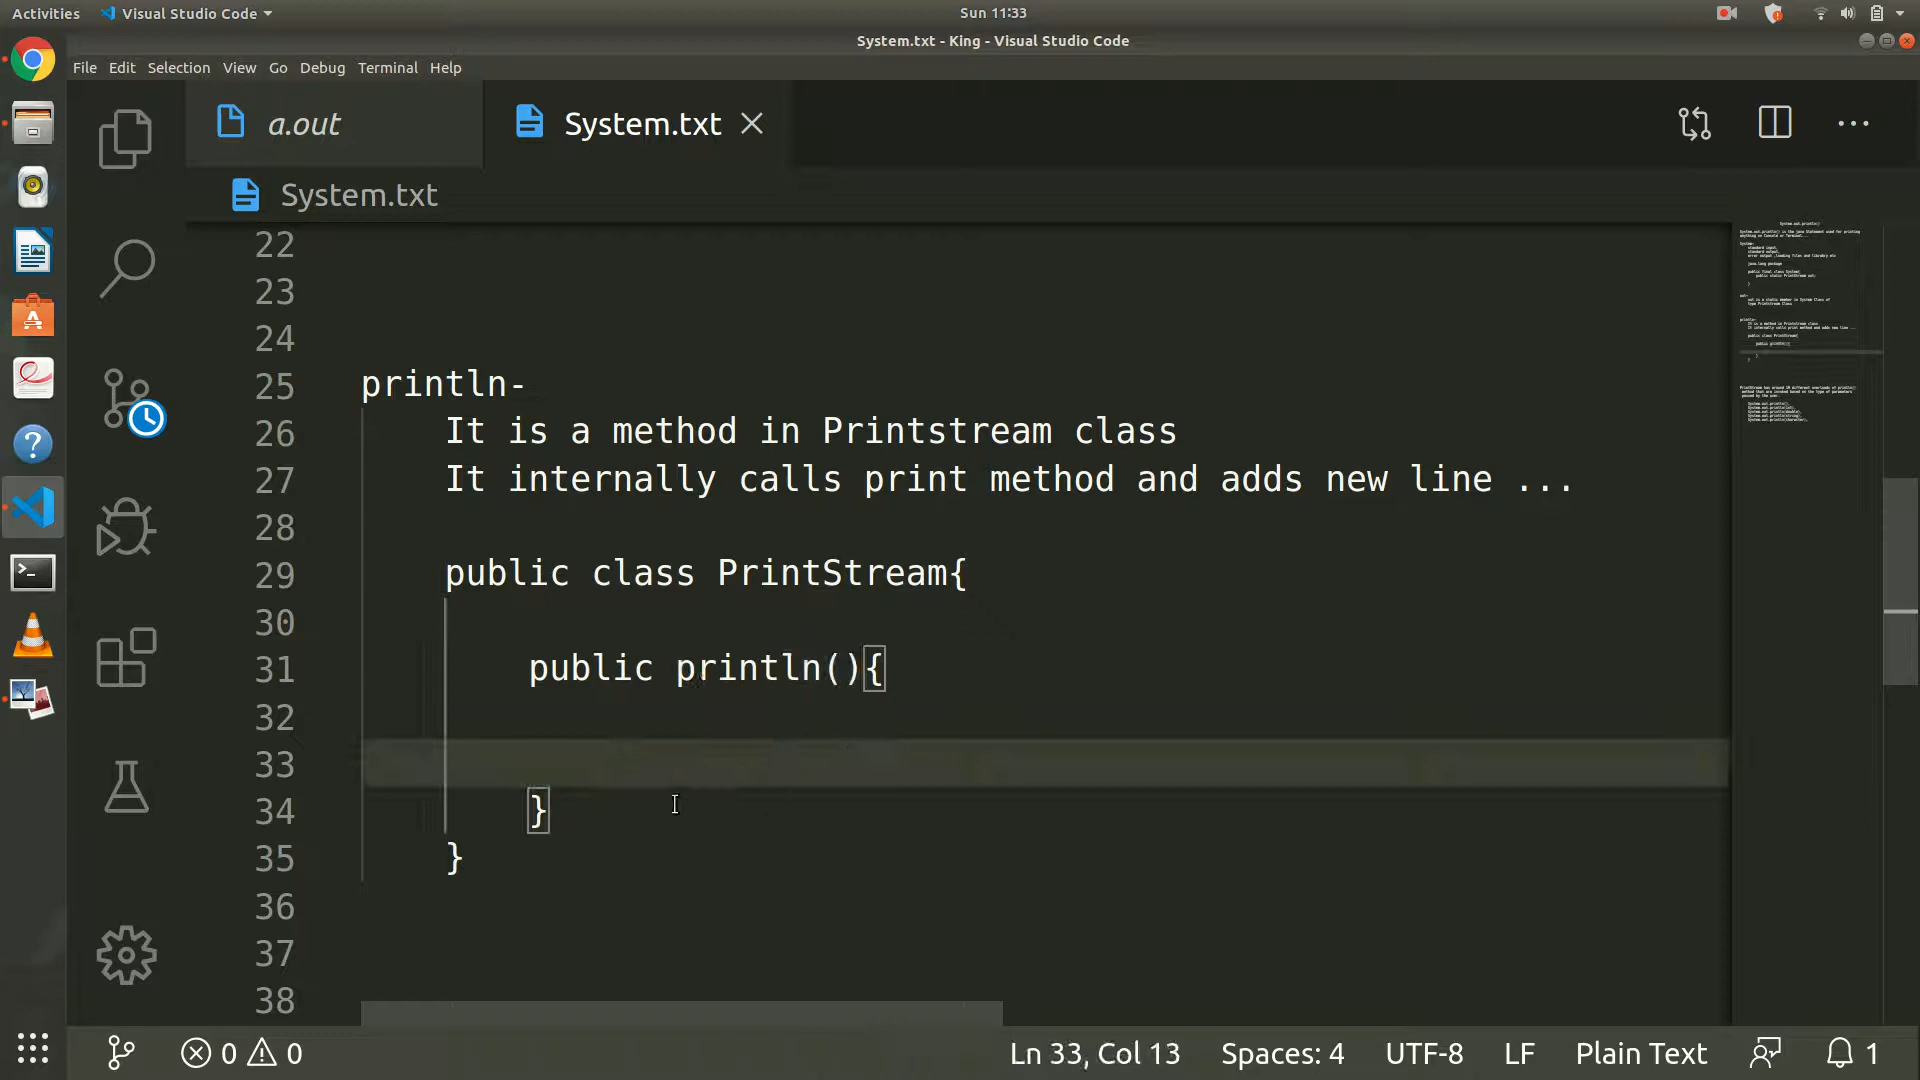 Activities
Visual Studio Code
Sun 11:33
System.txt - King - Visual Studio Code
File Edit Selection View Go Debug Terminal Help
a.out
System.txt
System.txt
22
23
24
25 println-
26 It is a method in Printstream class
27 It internally calls print method and adds new line ...
28
29 public class PrintStream{
30
31 public println(){
32
33
34 }
35 }
36
37
38
0 0
Ln 33, Col 13
Spaces: 4
UTF-8
LF
Plain Text
1